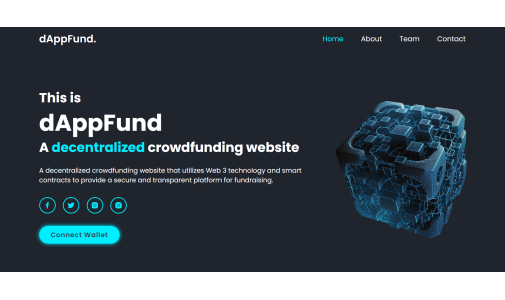 dAppFund.
Home About Team Contact
This is
dAppFund
A decentralized crowdfunding website
A decentralized crowdfunding website that utilizes Web 3 technology and smart
contracts to provide a secure and transparent platform for fundraising.
Connect Wallet